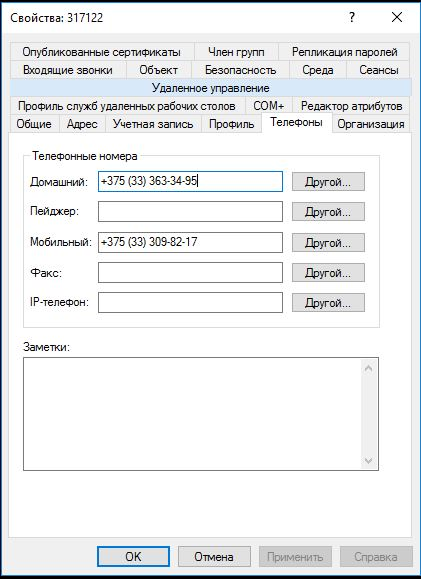 Свойства: 317122 ? ×
Опубликованные сертификаты Член групп Репликация паролей
Входящие звонки Объект Безопасность Среда Сеансы
Удаленное управление
Профиль служб удаленных рабочих столов COM+ Редактор атрибутов
Общие Адрес Учетная запись Профиль Телефоны Организация
Телефонные номера
Домашний: +375 (33) 363-34-95 Другой...
Пейджер: Другой...
Мобильный: +375 (33) 309-82-17 Другой...
Факс: Другой...
IP-телефон: Другой...
Заметки:
OK Отмена Применить Справка